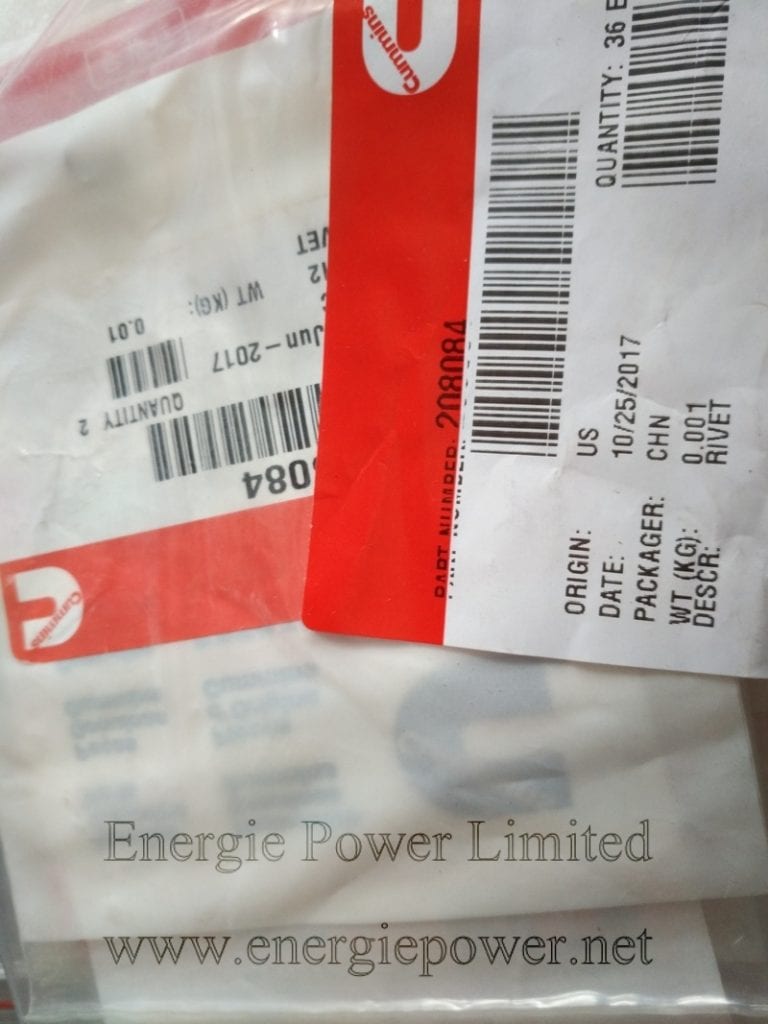 Cummins
PART NUMBER: 208084
QUANTITY: 36 E
ORIGIN: US
DATE: 10/25/2017
PACKAGER: CHN
WT (KG): 0.001
DESCR: RIVET
Cummins
084
QUANTITY 2
Jun-2017
WT (KG): 0.01
VET
Energie Power Limited
www.energiepower.net